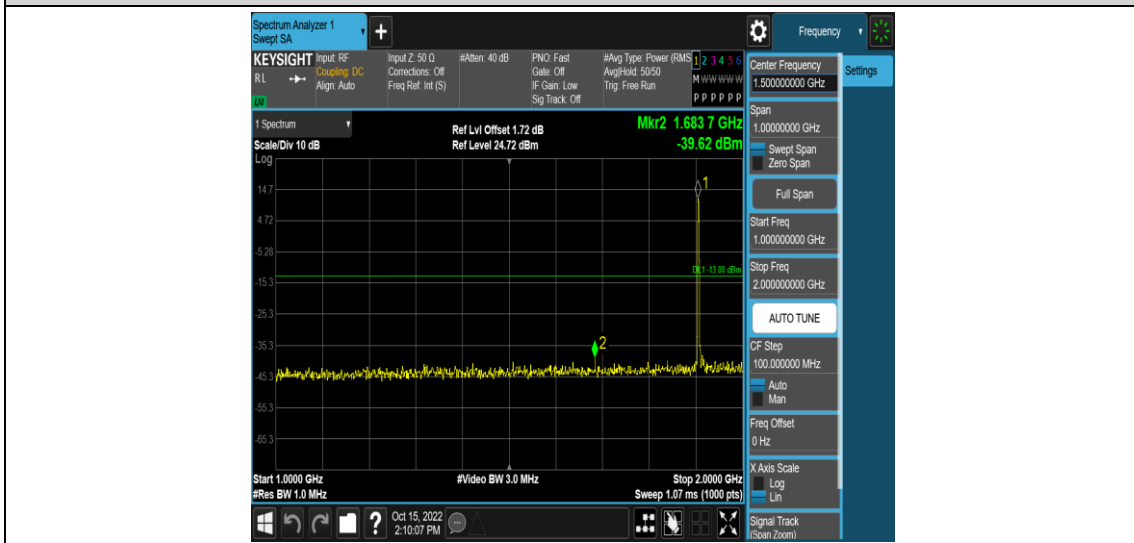 Spectrum Analyzer 1
Swept SA
+
Frequency
KEYSIGHT
RL
LXI
Input: RF
Coupling: DC
Align: Auto
Input Z: 50 Ω
Corrections: Off
Freq Ref: Int (S)
#Atten: 40 dB
PNO: Fast
Gate: Off
IF Gain: Low
Sig Track: Off
#Avg Type: Power (RMS
Avg|Hold: 50/50
Trig: Free Run
1 2 3 4 5 6
M W W W W W
P P P P P P
1 Spectrum
Scale/Div 10 dB
Log
Ref Lvl Offset 1.72 dB
Ref Level 24.72 dBm
Mkr2 1.683 7 GHz
-39.62 dBm
14.7
4.72
-5.28
-15.3
-25.3
-35.3
-45.3
-55.3
-65.3
1
DL1 -13.00 dBm
2
Start 1.0000 GHz
#Res BW 1.0 MHz
#Video BW 3.0 MHz
Stop 2.0000 GHz
Sweep 1.07 ms (1000 pts)
?
Oct 15, 2022
2:10:07 PM
Center Frequency
1.500000000 GHz
Settings
Span
1.00000000 GHz
Swept Span
Zero Span
Full Span
Start Freq
1.000000000 GHz
Stop Freq
2.000000000 GHz
AUTO TUNE
CF Step
100.000000 MHz
Auto
Man
Freq Offset
0 Hz
X Axis Scale
Log
Lin
Signal Track
(Span Zoom)